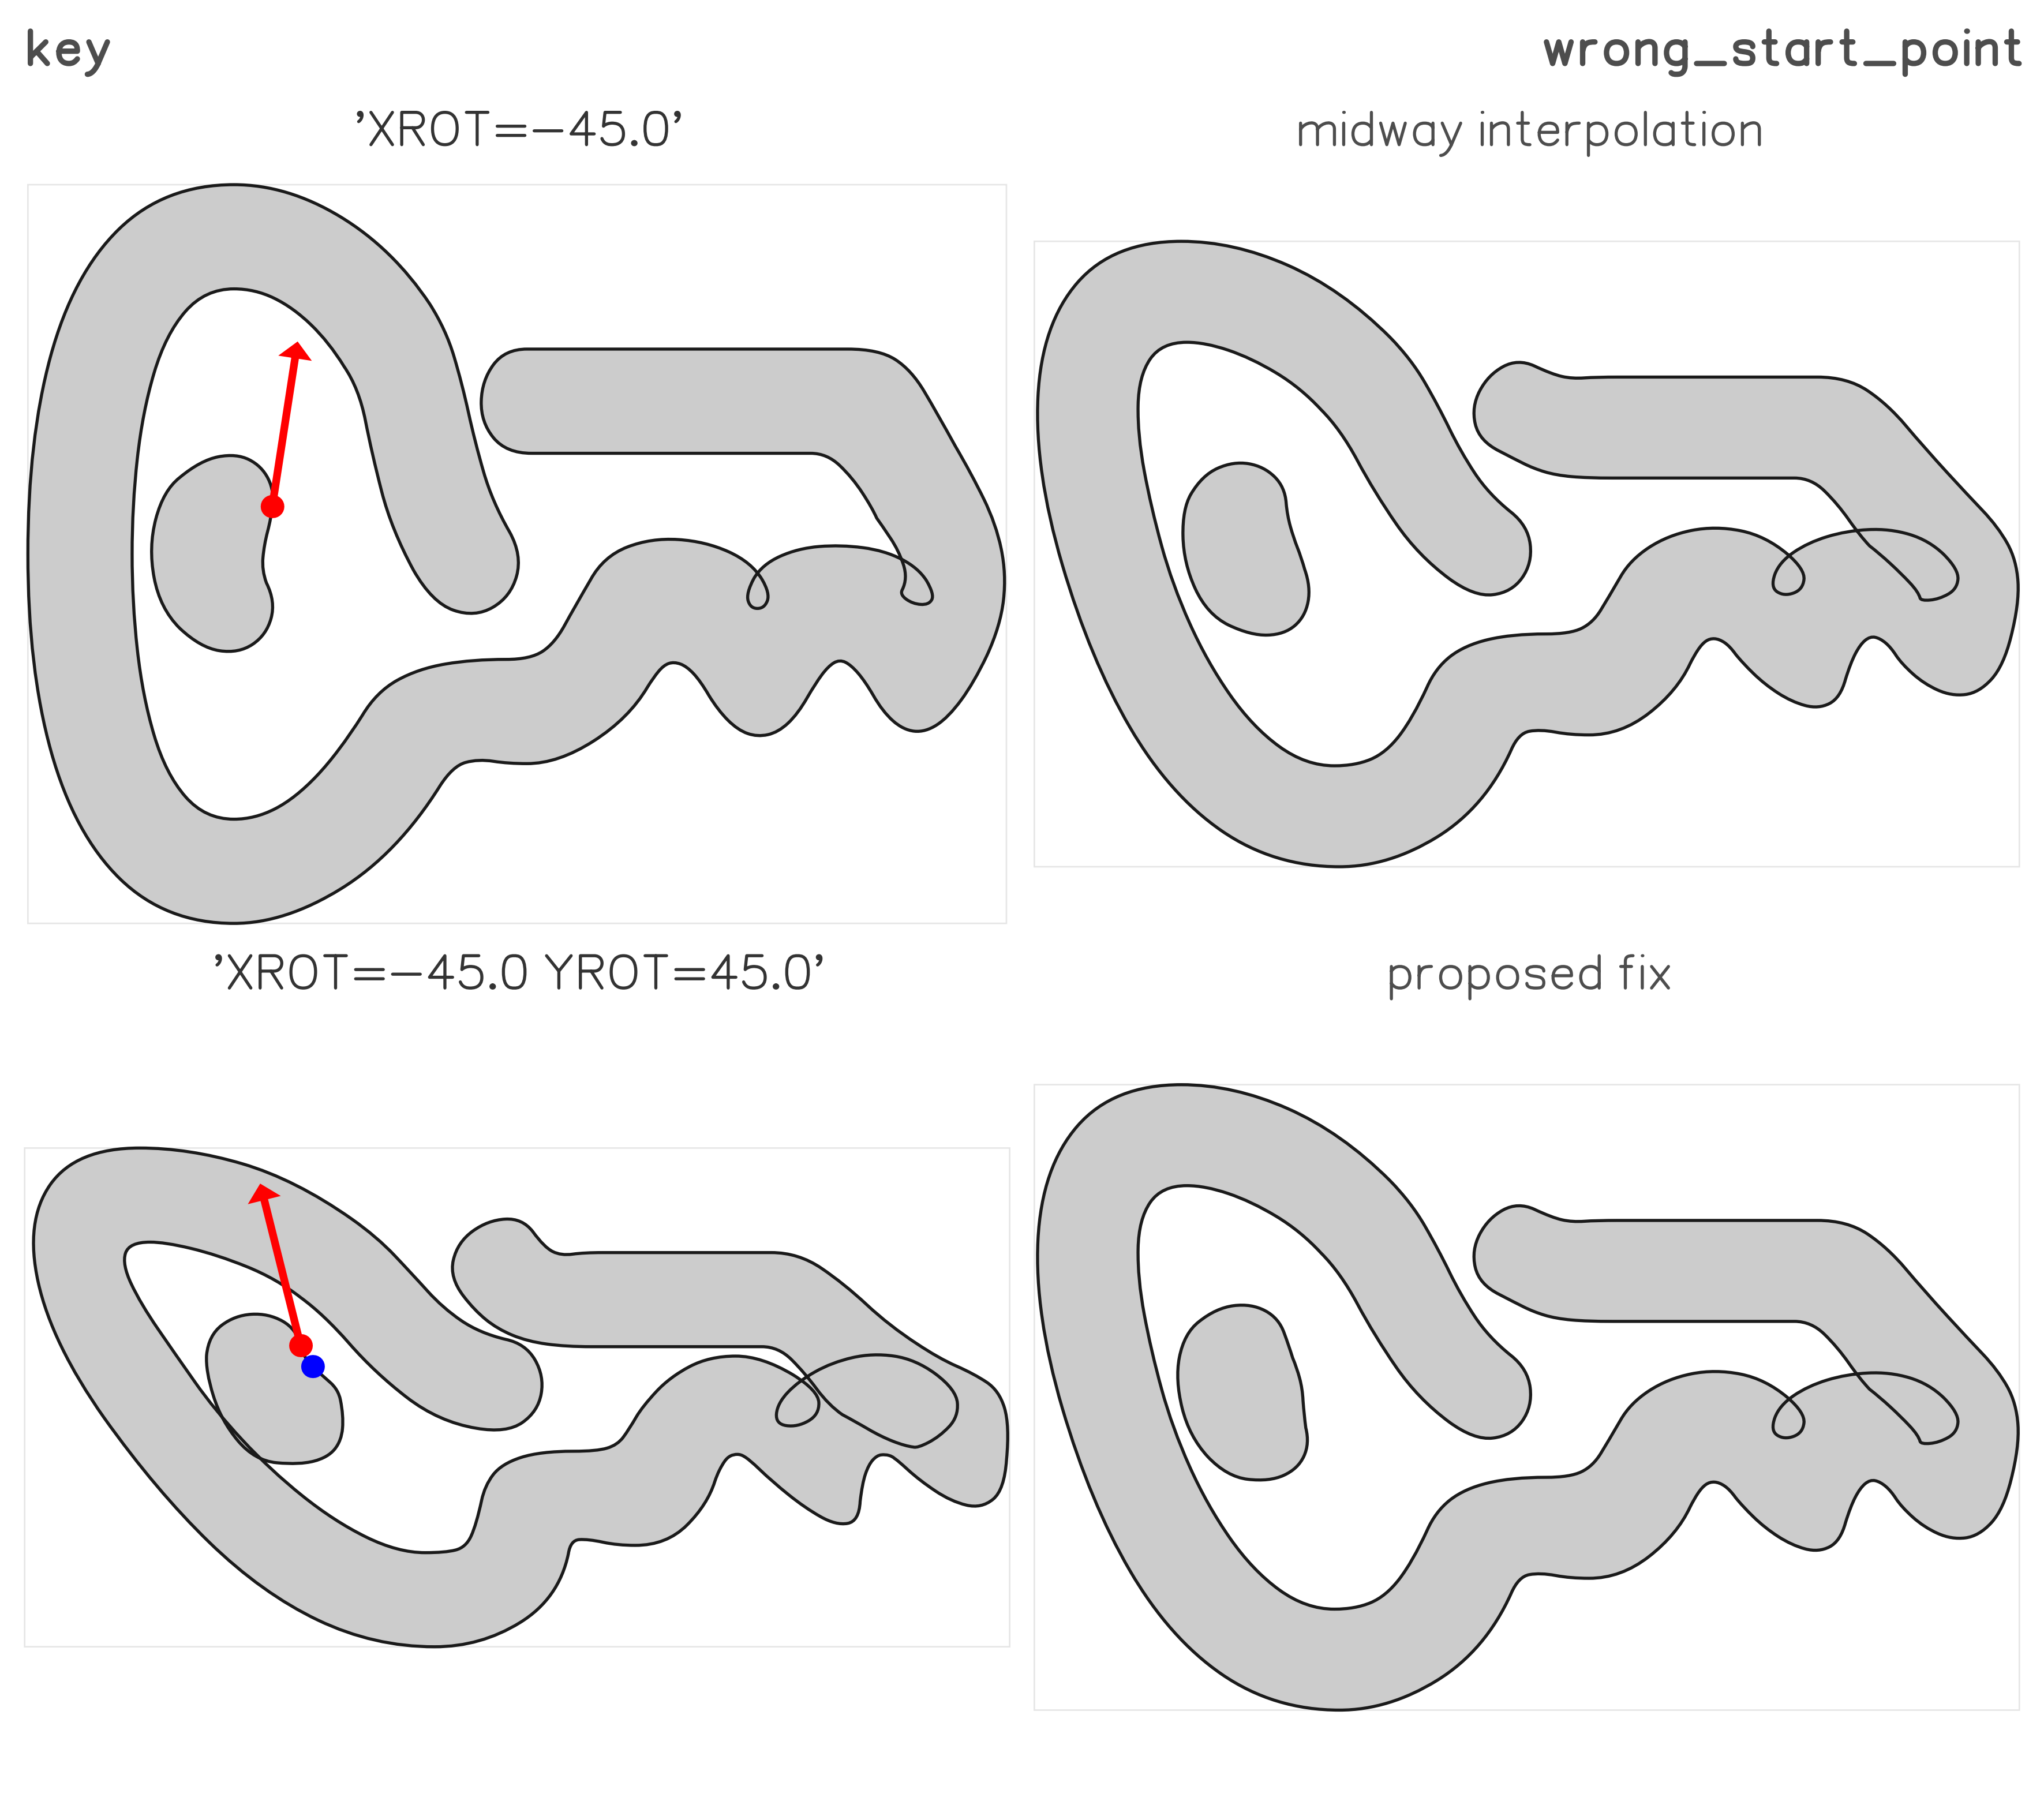 key
wrong_start_point
'XROT=-45.0'
midway interpolation
'XROT=-45.0 YROT=45.0'
proposed fix